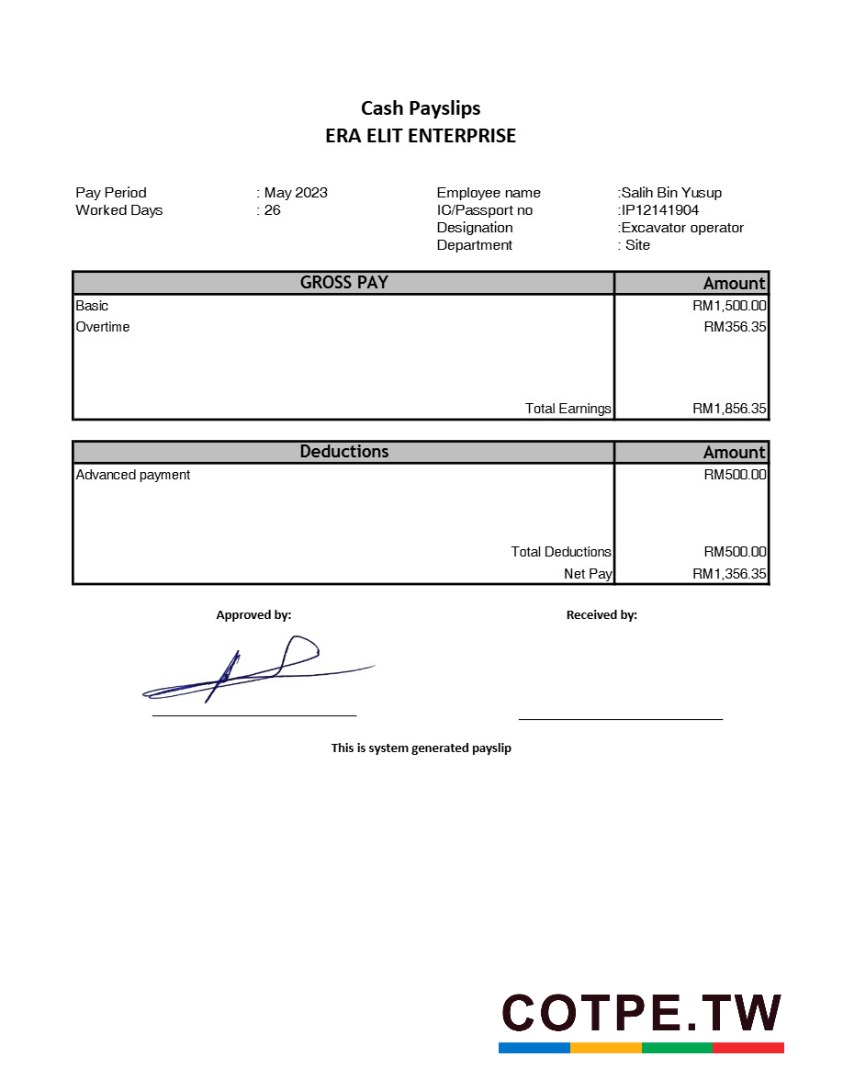 Cash Payslips
ERA ELIT ENTERPRISE
Pay Period : May 2023 Employee name :Salih Bin Yusup
Worked Days : 26 IC/Passport no :IP12141904
Designation :Excavator operator
Department : Site
GROSS PAY Amount
Basic RM1,500.00
Overtime RM356.35
Total Earnings RM1,856.35
Deductions Amount
Advanced payment RM500.00
Total Deductions RM500.00
Net Pay RM1,356.35
Approved by: Received by:
This is system generated payslip
COTPE.TW